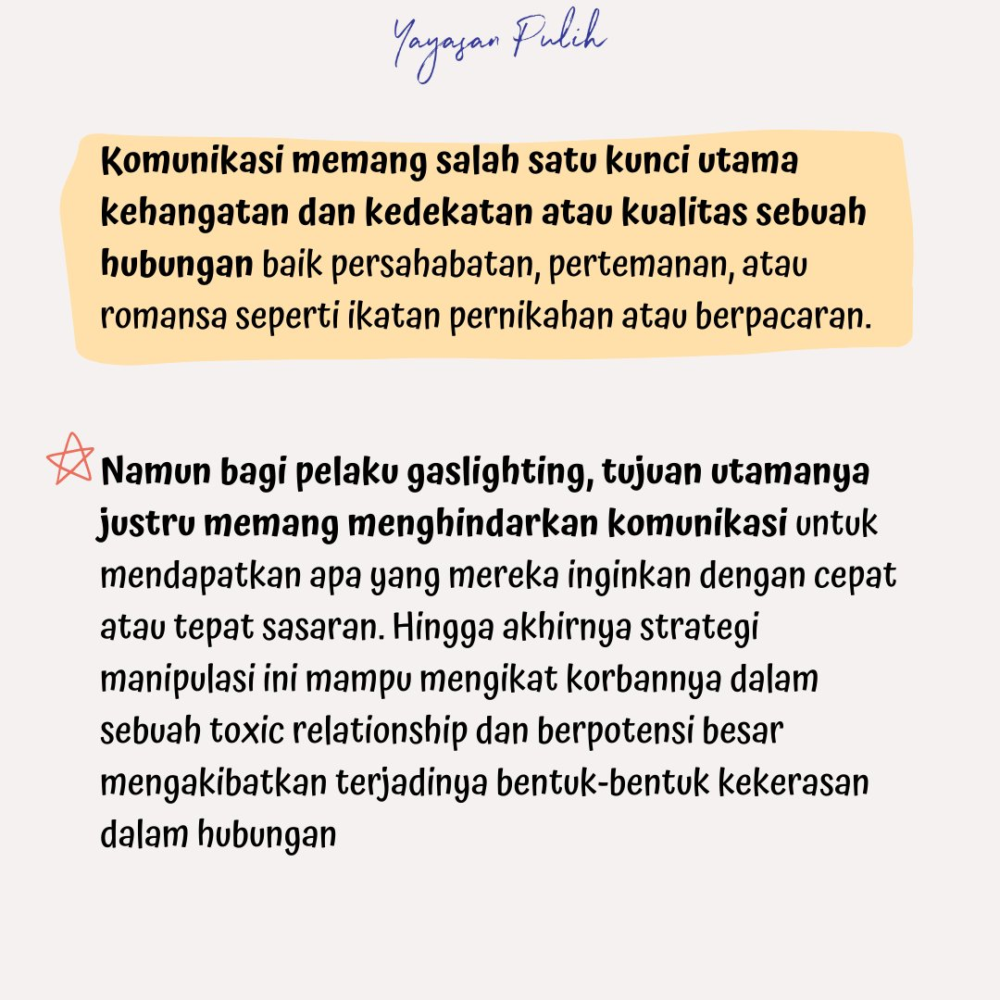 Yayasan Pulih
Komunikasi memang salah satu kunci utama
kehangatan dan kedekatan atau kualitas sebuah
hubungan baik persahabatan, pertemanan, atau
romansa seperti ikatan pernikahan atau berpacaran.
Namun bagi pelaku gaslighting, tujuan utamanya
justru memang menghindarkan komunikasi untuk
mendapatkan apa yang mereka inginkan dengan cepat
atau tepat sasaran. Hingga akhirnya strategi
manipulasi ini mampu mengikat korbannya dalam
sebuah toxic relationship dan berpotensi besar
mengakibatkan terjadinya bentuk-bentuk kekerasan
dalam hubungan